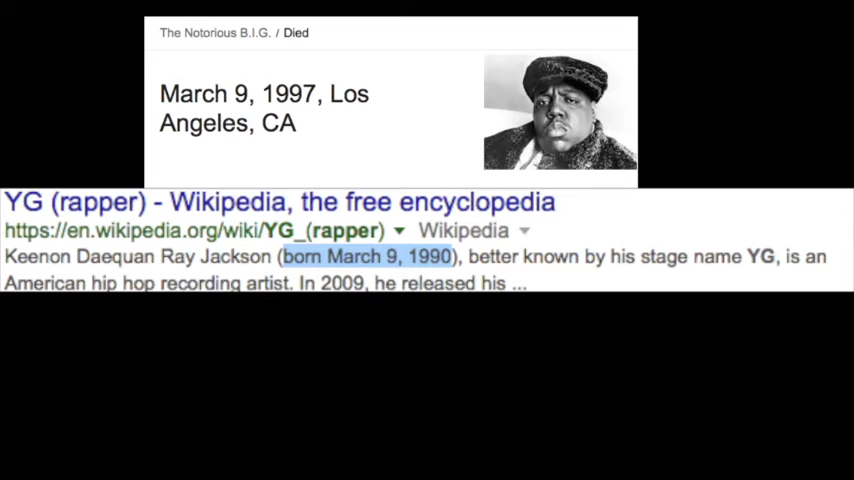 The Notorious B.I.G. / Died
March 9, 1997, Los
Angeles, CA
YG (rapper) - Wikipedia, the free encyclopedia
https://en.wikipedia.org/wiki/YG_(rapper) ▼ Wikipedia ▼
Keenon Daequan Ray Jackson (born March 9, 1990), better known by his stage name YG, is an
American hip hop recording artist. In 2009, he released his ...